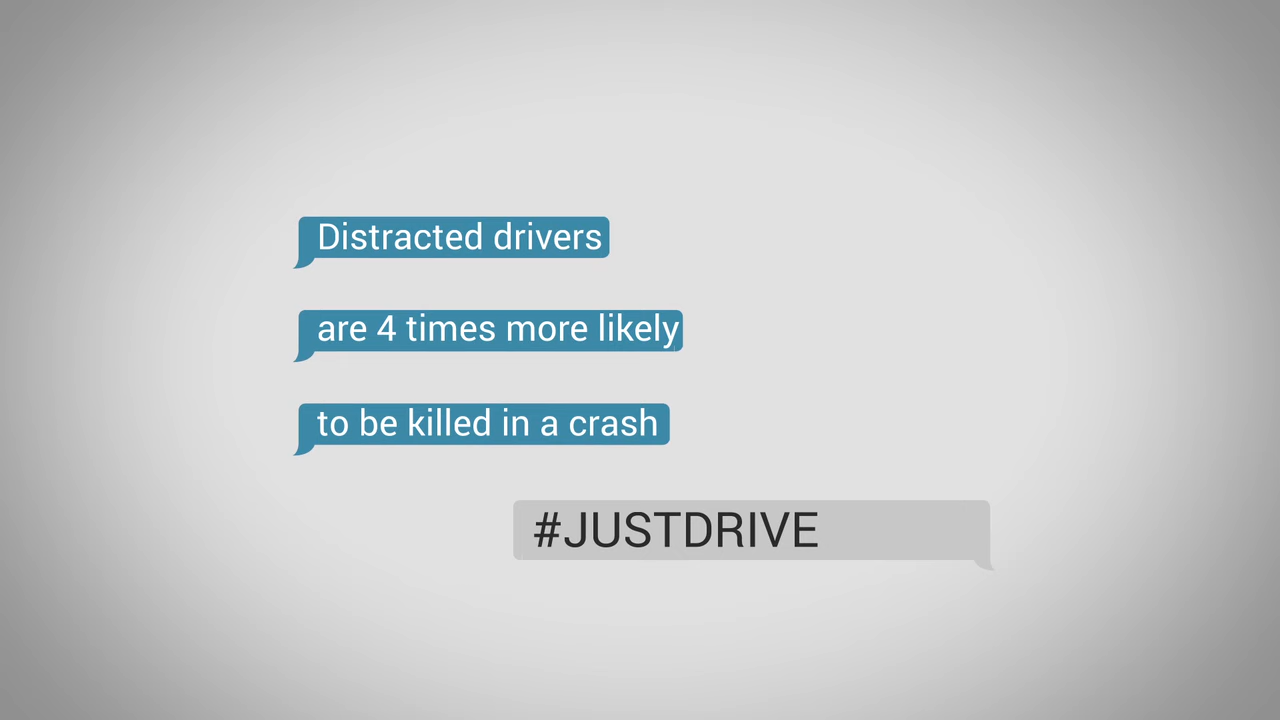 Distracted drivers
are 4 times more likely
to be killed in a crash
#JUSTDRIVE